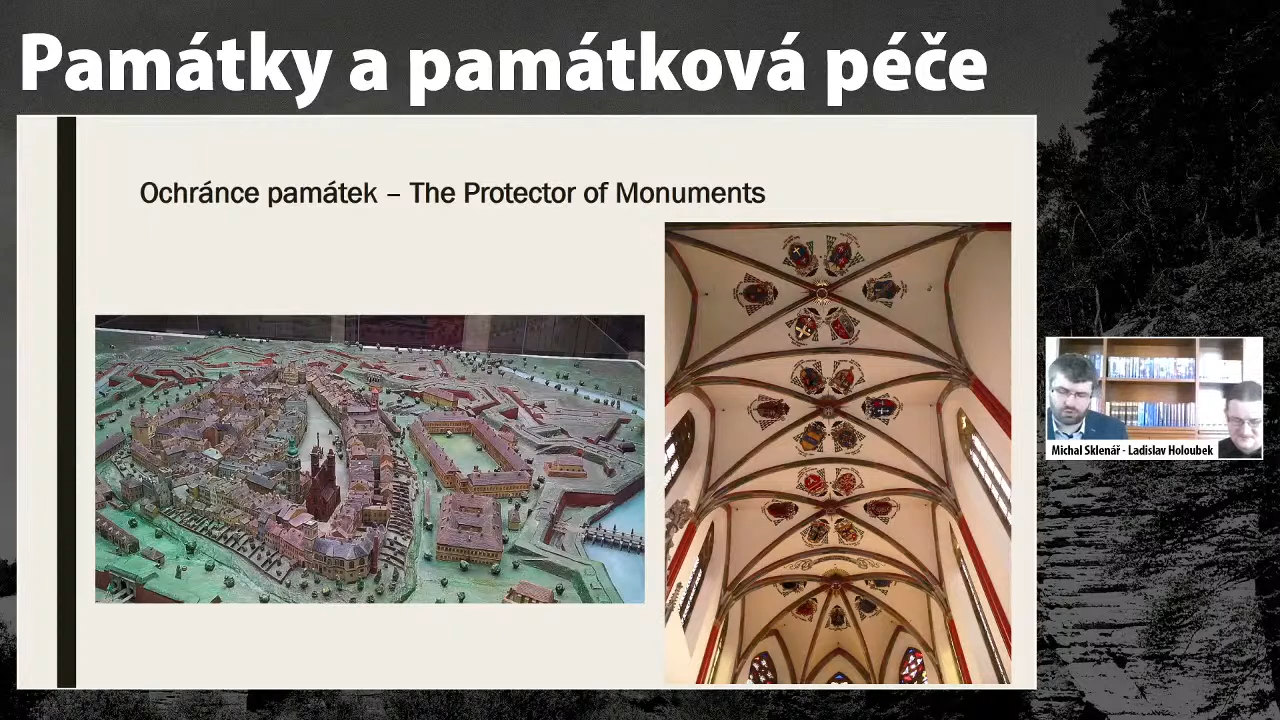 Památky a památková péče
Ochránce památek – The Protector of Monuments
Michal Sklenář - Ladislav Holoubek